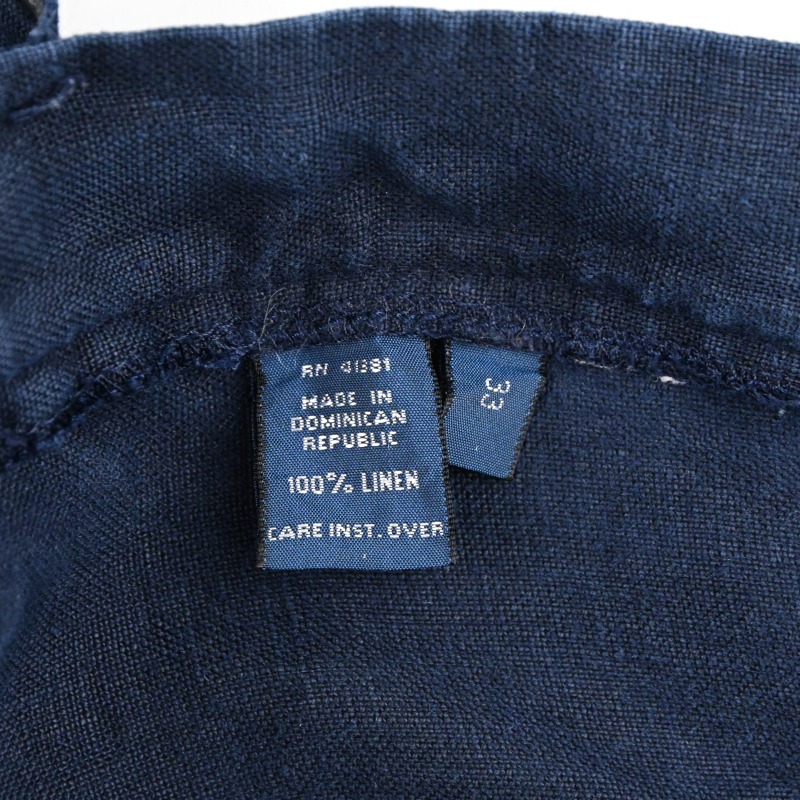 RN 41381
MADE IN
DOMINICAN
REPUBLIC
100% LINEN
CARE INST. OVER
33